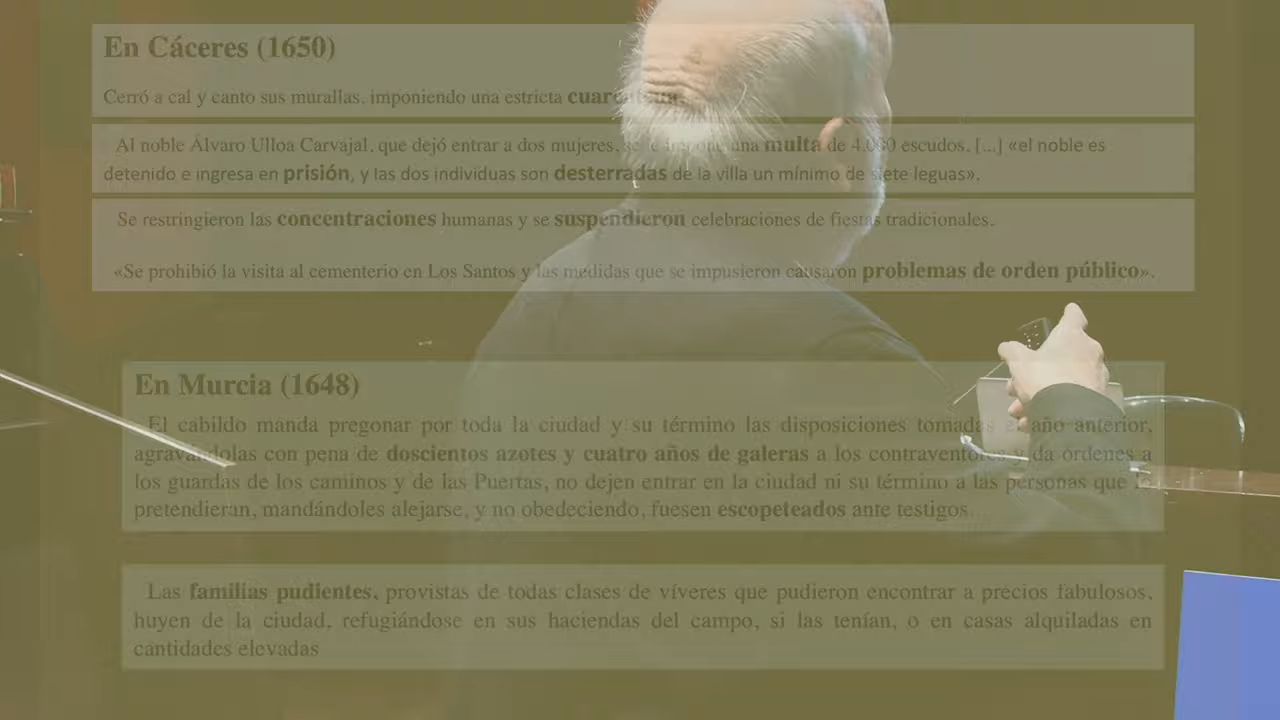 En Cáceres (1650)
Cerró a cal y canto sus murallas, imponiendo una estricta cuarentena.
Al noble Álvaro Ulloa Carvajal, que dejó entrar a dos mujeres, se le impone una multa de 4.000 escudos. [...] «el noble es
detenido e ingresa en prisión, y las dos individuas son desterradas de la villa un mínimo de siete leguas».
Se restringieron las concentraciones humanas y se suspendieron celebraciones de fiestas tradicionales.
«Se prohibió la visita al cementerio en Los Santos y las medidas que se impusieron causaron problemas de orden público».
En Murcia (1648)
El cabildo manda pregonar por toda la ciudad y su término las disposiciones tomadas el año anterior,
agravándolas con pena de doscientos azotes y cuatro años de galeras a los contraventores y da órdenes a
los guardas de los caminos y de las Puertas, no dejen entrar en la ciudad ni su término a las personas que le
pretendieran, mandándoles alejarse, y no obedeciendo, fuesen escopeteados ante testigos...
Las familias pudientes, provistas de todas clases de víveres que pudieron encontrar a precios fabulosos,
huyen de la ciudad, refugiándose en sus haciendas del campo, si las tenían, o en casas alquiladas en
cantidades elevadas